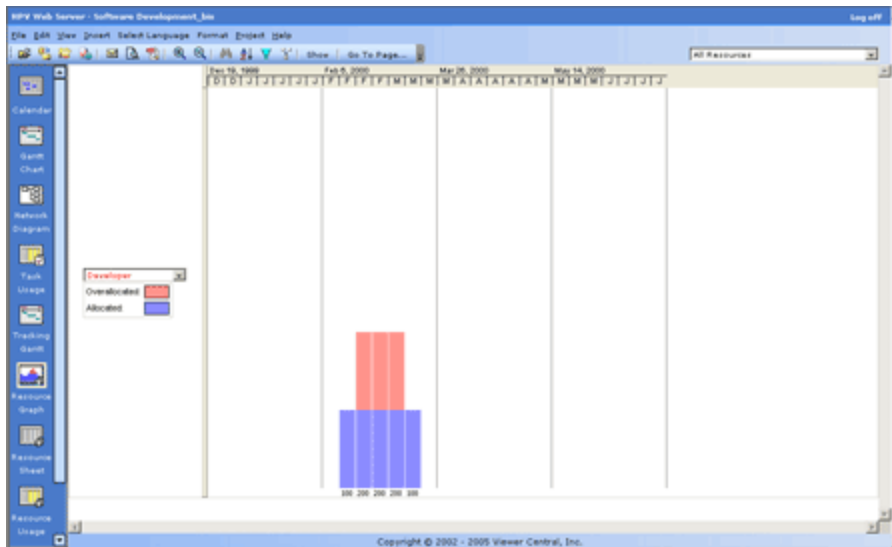 RPV Web Server - Software Development_bin
Log off
File Edit View Insert Select Language Format Project Help
Show Go To Page...
All Resources
Dec 19, 1999 Feb 6, 2000 Mar 26, 2000 May 14, 2000
D D J J J J J F F F F M M M M A A A A A M M M M J J J J
Calendar
Gantt
Chart
Network
Diagram
Task
Usage
Tracking
Gantt
Resource
Graph
Resource
Sheet
Resource
Usage
Developer
Overallocated
Allocated
100 200 200 200 100
Copyright © 2002 - 2005 Viewer Central, Inc.